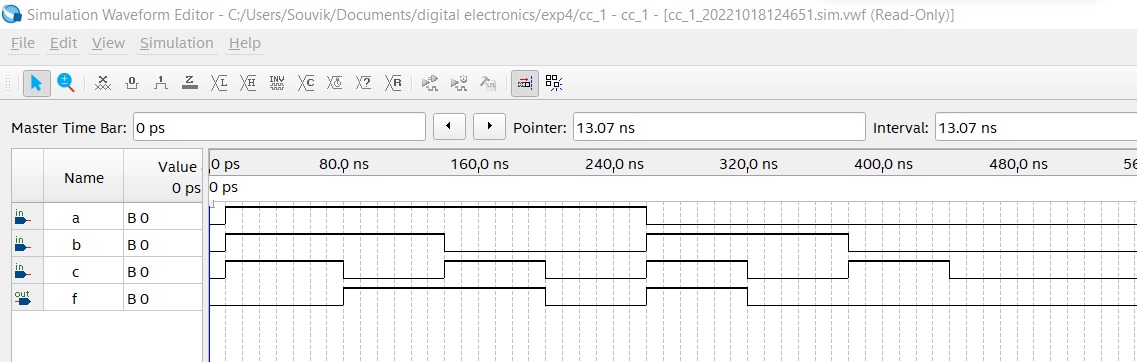 Simulation Waveform Editor - C:/Users/Souvik/Documents/digital electronics/exp4/cc_1 - cc_1 - [cc_1_20221018124651.sim.vwf (Read-Only)]
File Edit View Simulation Help
Master Time Bar: 0 ps Pointer: 13.07 ns Interval: 13.07 ns
Name Value 0 ps
0 ps 80.0 ns 160.0 ns 240.0 ns 320.0 ns 400.0 ns 480.0 ns 56
0 ps
in a B 0
in b B 0
in c B 0
out f B 0